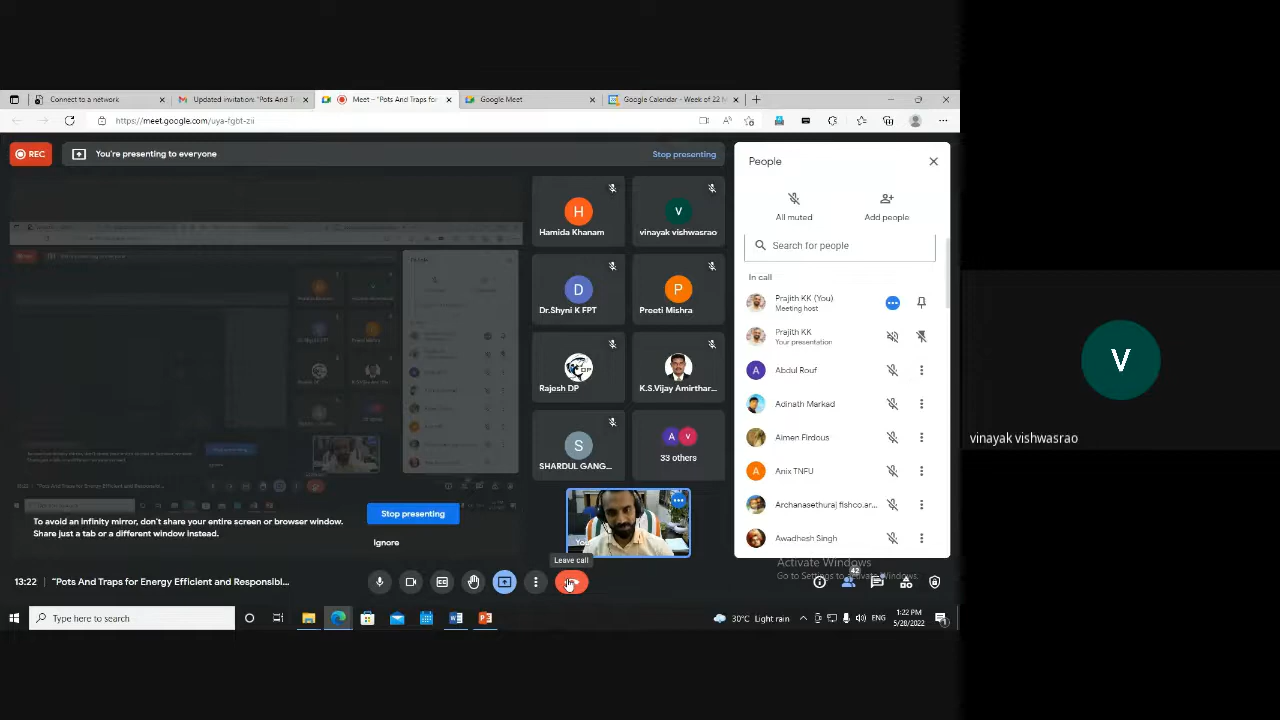 Connect to a network
Updated invitation: "Pots And Tr
Meet – "Pots And Traps fo
Google Meet
Google Calendar - Week of 22 M
https://meet.google.com/uya-fgbt-zii
REC
You're presenting to everyone
Stop presenting
H
Hamida Khanam
V
vinayak vishwasrao
D
Dr.Shyni K FPT
P
Preeti Mishra
Rajesh DP
K.S.Vijay Amirthar...
S
SHARDUL GANG...
A
V
33 others
You
People
All muted
Add people
Search for people
In call
Prajith KK (You)
Meeting host
Prajith KK
Your presentation
A
Abdul Rouf
Adinath Markad
Aimen Firdous
A
Anix TNFU
Archanasethuraj fishco.ar...
Awadhesh Singh
To avoid an infinity mirror, don't share your entire screen or browser window.
Share just a tab or a different window instead.
Stop presenting
Ignore
Leave call
13:22
"Pots And Traps for Energy Efficient and Responsibl...
42
Activate Windows
Go to Settings to activate Windows.
Type here to search
30°C Light rain
ENG
1:22 PM
5/28/2022
V
vinayak vishwasrao